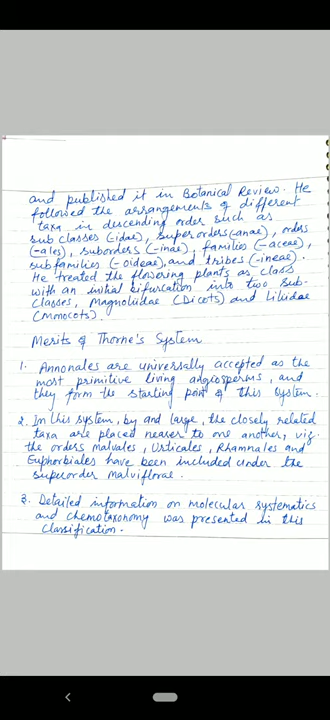 and published it in Botanical Review. He
followed the arrangements of different
taxa in descending order such as
sub classes (-idae), super orders (-anae), orders
(-ales), suborders (-inae), families (-aceae),
subfamilies (-oideae), and tribes (-ineae).
He treated the flowering plants as class
with an initial bifurcation into two sub-
classes, Magnoliidae (Dicots) and Liliidae
(Monocots).
Merits of Thorne's System
1. Annonales are universally accepted as the
most primitive living angiosperms, and
they form the starting point of this system.
2. In this system, by and large, the closely related
taxa are placed nearer to one another, viz.
the orders Malvales, Urticales, Rhamnales and
Euphorbiales have been included under the
superorder malviflorae.
3. Detailed information on molecular systematics
and chemotaxonomy was presented in this
classification.